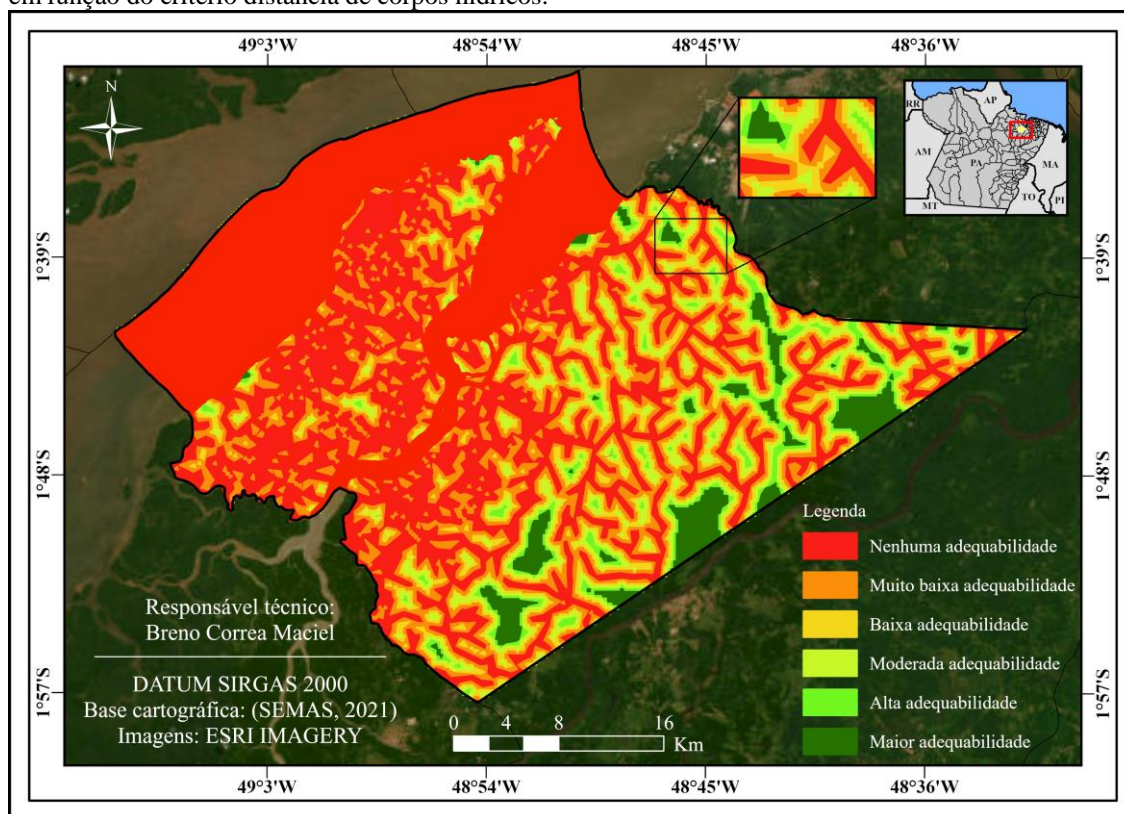 em função do critério distância de corpos hídricos.
49°3'W 48°54'W 48°45'W 48°36'W
N
RR
AP
AM
PA
MA
MT
TO
PI
1°39'S 1°39'S
1°48'S 1°48'S
1°57'S 1°57'S
Legenda
Nenhuma adequabilidade
Muito baixa adequabilidade
Baixa adequabilidade
Moderada adequabilidade
Alta adequabilidade
Maior adequabilidade
Responsável técnico:
Breno Correa Maciel
DATUM SIRGAS 2000
Base cartográfica: (SEMAS, 2021)
Imagens: ESRI IMAGERY
0 4 8 16
Km
49°3'W 48°54'W 48°45'W 48°36'W